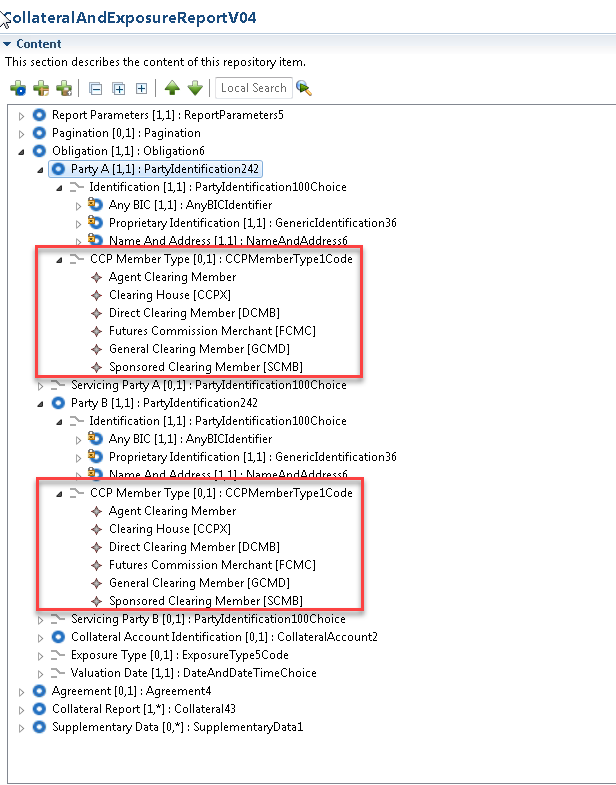 CollateralAndExposureReportV04
Content
This section describes the content of this repository item.
Local Search
Report Parameters [1,1] : ReportParameters5
Pagination [0,1] : Pagination
Obligation [1,1] : Obligation6
Party A [1,1] : PartyIdentification242
Identification [1,1] : PartyIdentification100Choice
Any BIC [1,1] : AnyBICIdentifier
Proprietary Identification [1,1] : GenericIdentification36
Name And Address [1,1] : NameAndAddress6
CCP Member Type [0,1] : CCPMemberType1Code
Agent Clearing Member
Clearing House [CCPX]
Direct Clearing Member [DCMB]
Futures Commission Merchant [FCMC]
General Clearing Member [GCMD]
Sponsored Clearing Member [SCMB]
Servicing Party A [0,1] : PartyIdentification100Choice
Party B [1,1] : PartyIdentification242
Identification [1,1] : PartyIdentification100Choice
Any BIC [1,1] : AnyBICIdentifier
Proprietary Identification [1,1] : GenericIdentification36
Name And Address [1,1] : NameAndAddress6
CCP Member Type [0,1] : CCPMemberType1Code
Agent Clearing Member
Clearing House [CCPX]
Direct Clearing Member [DCMB]
Futures Commission Merchant [FCMC]
General Clearing Member [GCMD]
Sponsored Clearing Member [SCMB]
Servicing Party B [0,1] : PartyIdentification100Choice
Collateral Account Identification [0,1] : CollateralAccount2
Exposure Type [0,1] : ExposureType5Code
Valuation Date [1,1] : DateAndDateTimeChoice
Agreement [0,1] : Agreement4
Collateral Report [1,*] : Collateral43
Supplementary Data [0,*] : SupplementaryData1